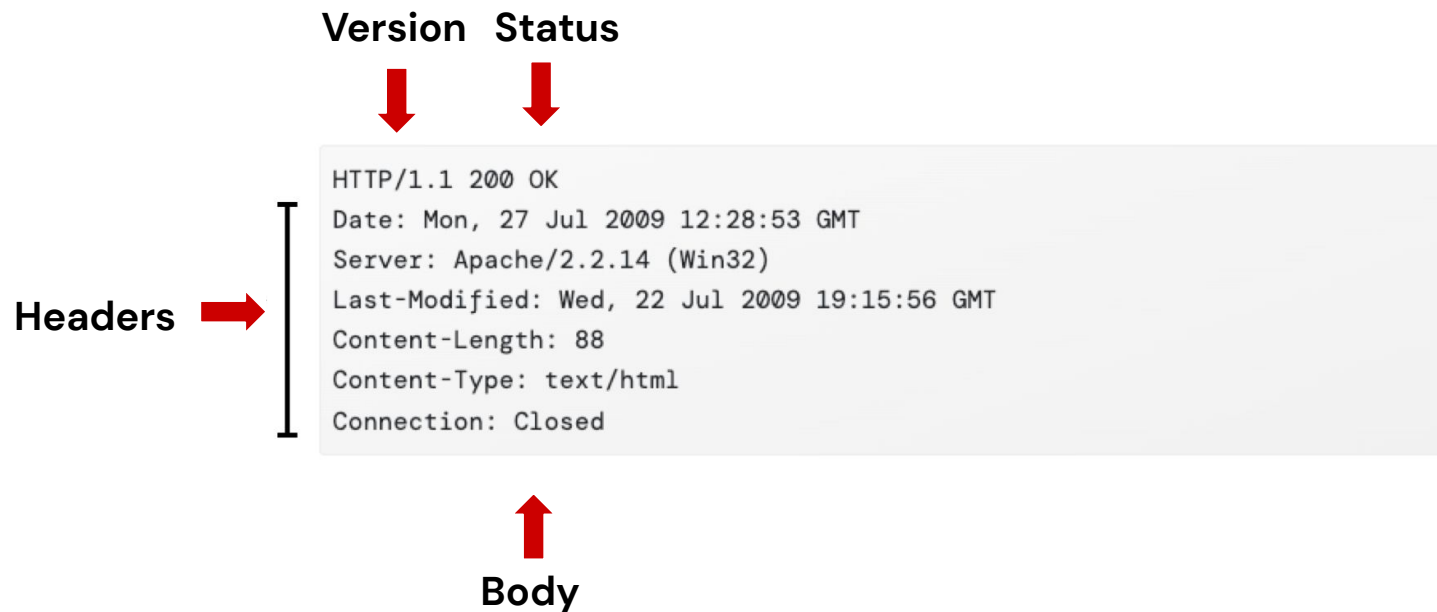 Version Status
HTTP/1.1 200 OK
Date: Mon, 27 Jul 2009 12:28:53 GMT
Server: Apache/2.2.14 (Win32)
Last-Modified: Wed, 22 Jul 2009 19:15:56 GMT
Headers
Content-Length: 88
Content-Type: text/html
Connection: Closed
Body